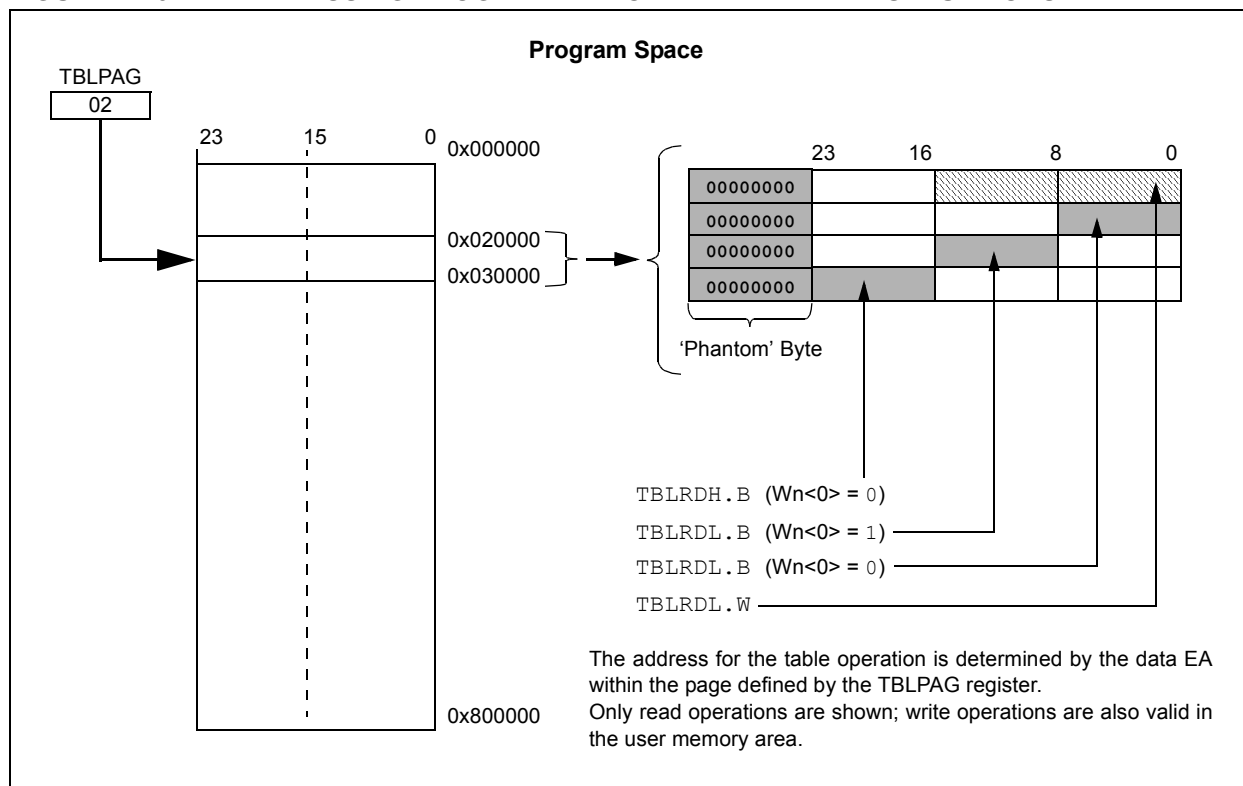 Program Space
TBLPAG
02
23 15 0
0x000000
0x020000
0x030000
0x800000
23 16 8 0
00000000
00000000
00000000
00000000
‘Phantom’ Byte
TBLRDH.B (Wn<0> = 0)
TBLRDL.B (Wn<0> = 1)
TBLRDL.B (Wn<0> = 0)
TBLRDL.W
The address for the table operation is determined by the data EA
within the page defined by the TBLPAG register.
Only read operations are shown; write operations are also valid in
the user memory area.